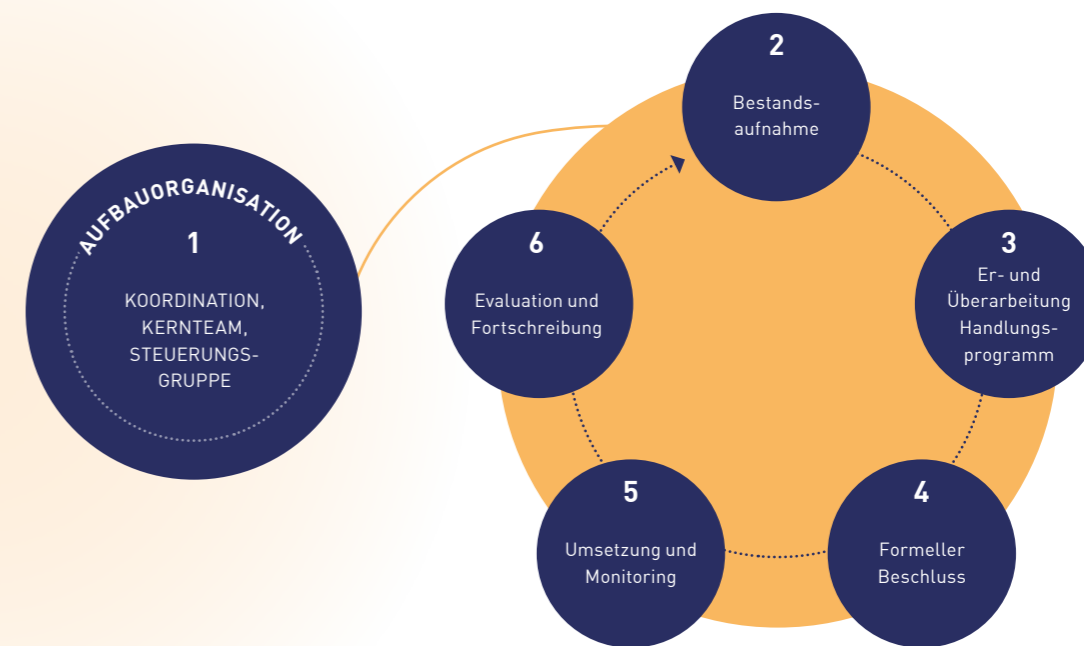 AUFBAUORGANISATION
1
KOORDINATION,
KERNTEAM,
STEUERUNGS-
GRUPPE
2
Bestands-
aufnahme
3
Er- und
Überarbeitung
Handlungs-
programm
4
Formeller
Beschluss
5
Umsetzung und
Monitoring
6
Evaluation und
Fortschreibung